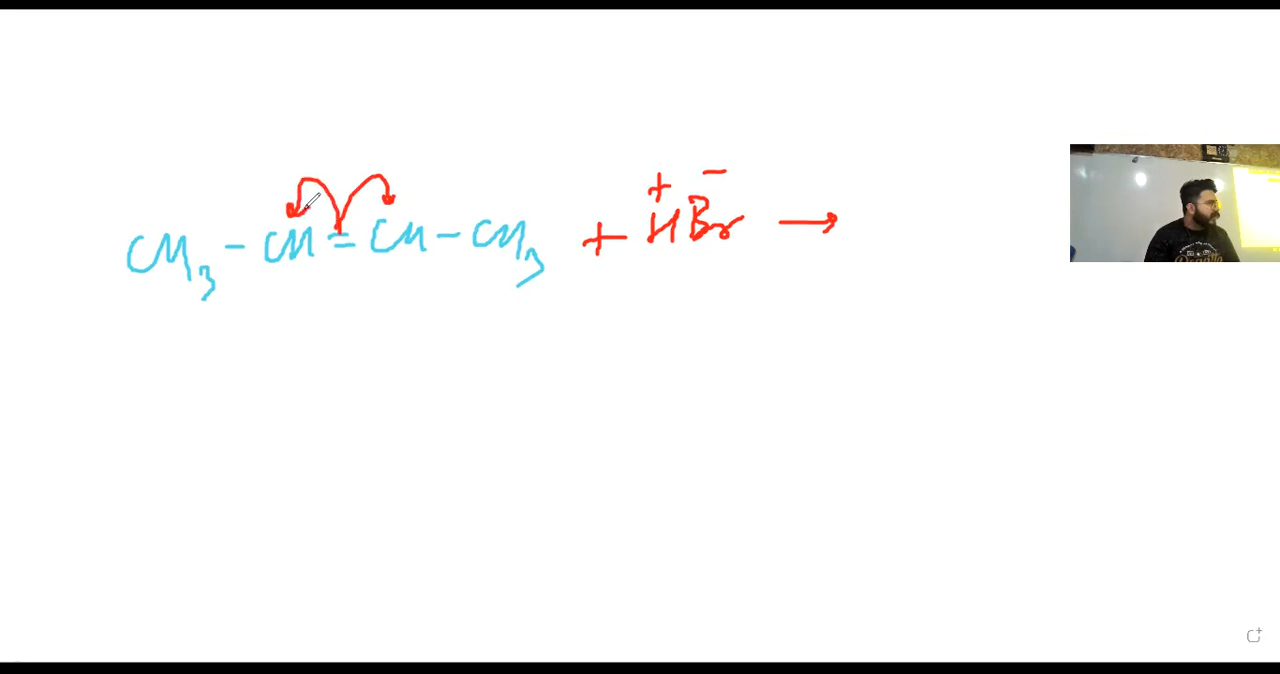 CH3 - CH = CH - CH3 + H+ Br- →